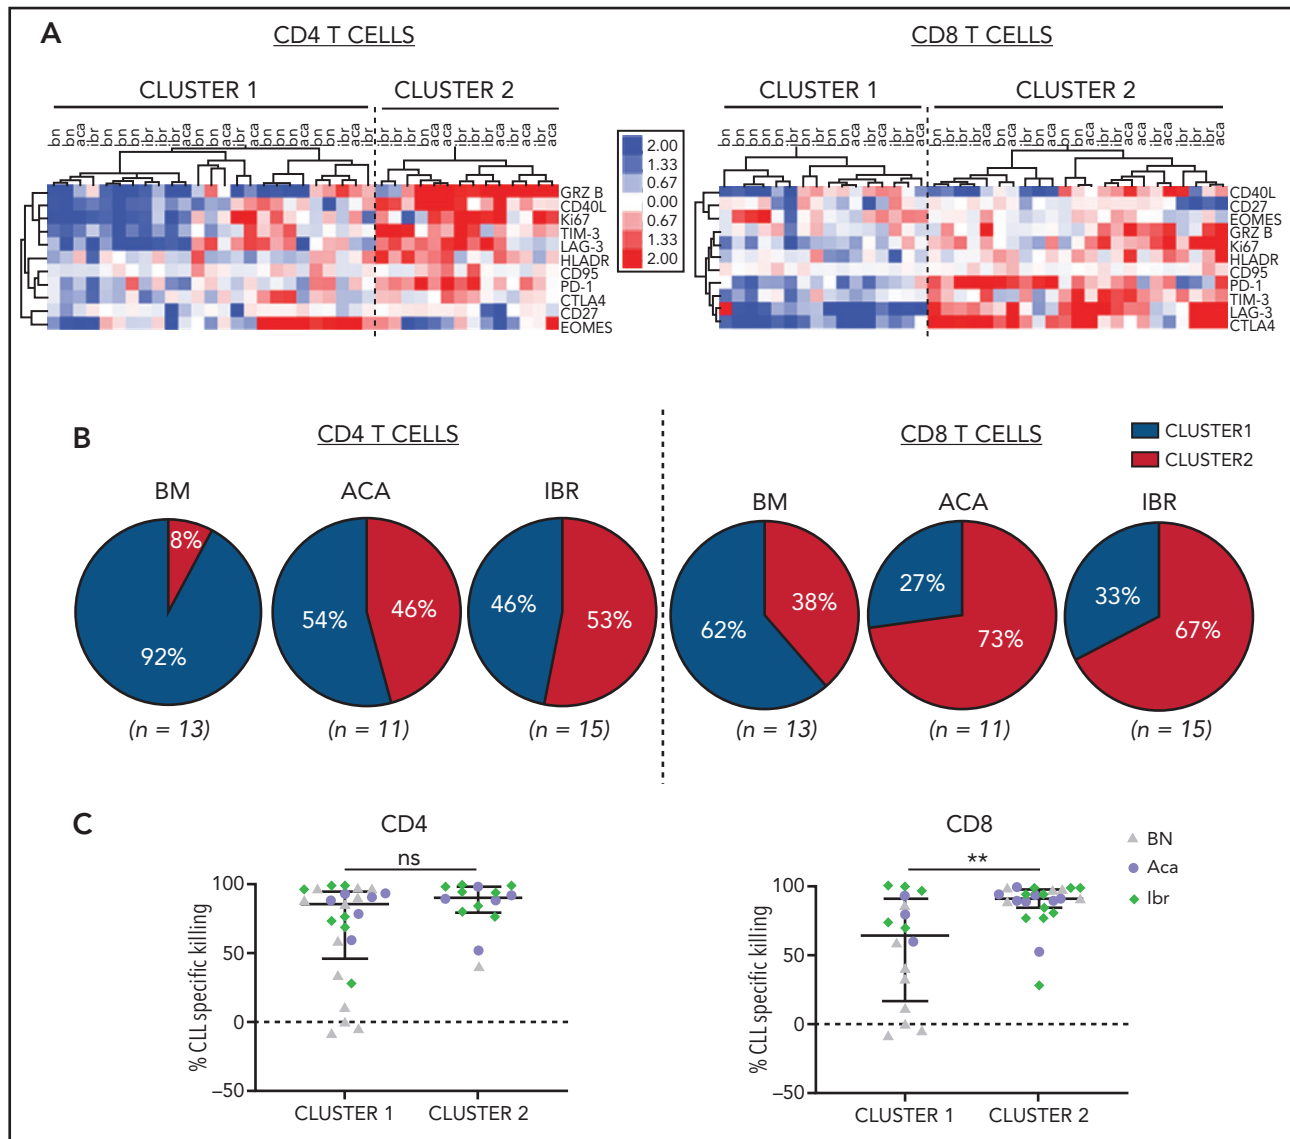 A
CD4 T CELLS
CD8 T CELLS
CLUSTER 1
CLUSTER 2
CLUSTER 1
CLUSTER 2
GRZ B
CD40L
Ki67
TIM-3
LAG-3
HLADR
CD95
PD-1
CTLA4
CD27
EOMES
2.00
1.33
0.67
0.00
0.67
1.33
2.00
CD40L
CD27
EOMES
GRZ B
Ki67
HLADR
CD95
PD-1
TIM-3
LAG-3
CTLA4
B
CD4 T CELLS
CD8 T CELLS
CLUSTER1
CLUSTER2
BM
ACA
IBR
BM
ACA
IBR
8%
92%
54%
46%
46%
53%
62%
38%
27%
73%
33%
67%
(n = 13)
(n = 11)
(n = 15)
(n = 13)
(n = 11)
(n = 15)
C
CD4
ns
% CLL specific killing
100
50
0
–50
CLUSTER 1
CLUSTER 2
CD8
**
% CLL specific killing
100
50
0
–50
CLUSTER 1
CLUSTER 2
BN
Aca
Ibr